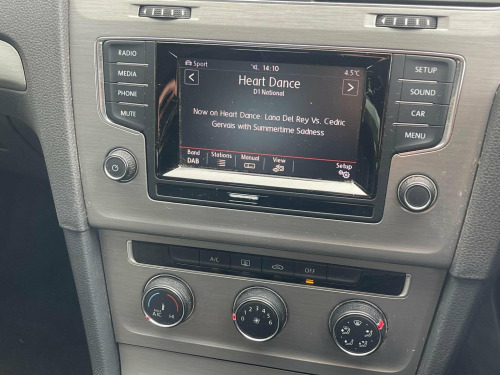 RADIO
MEDIA
PHONE
MUTE
Sport
14:10
4.5°C
Heart Dance
D1 National
Now on Heart Dance: Lana Del Rey Vs. Cedric
Gervais with Summertime Sadness
Band Stations Manual View Setup
DAB
SETUP
SOUND
CAR
MENU
A/C
OFF
A/C
0